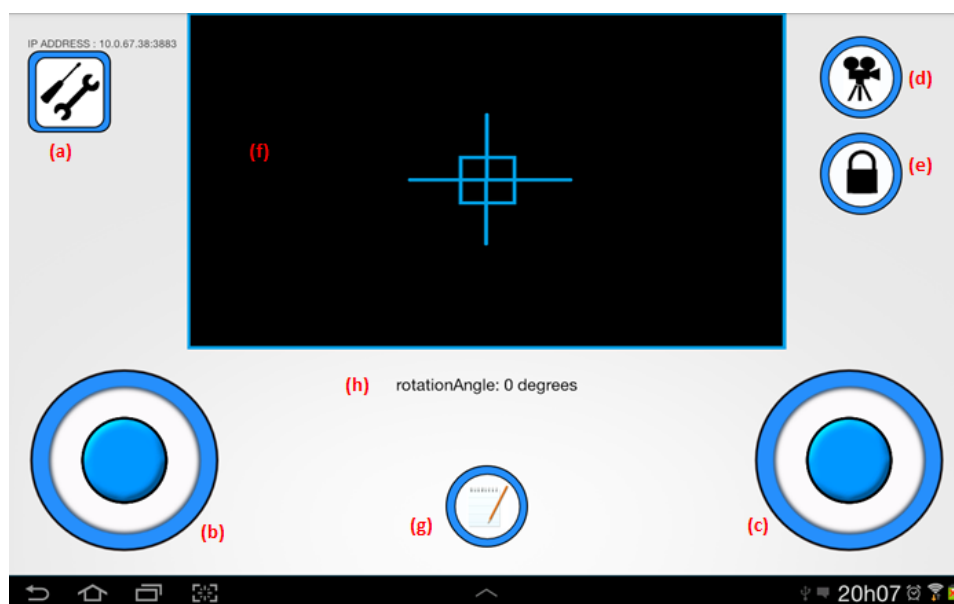 IP ADDRESS : 10.0.67.38:3883
(a)
(f)
(d)
(e)
(h) rotationAngle: 0 degrees
(b)
(g)
(c)
20h07